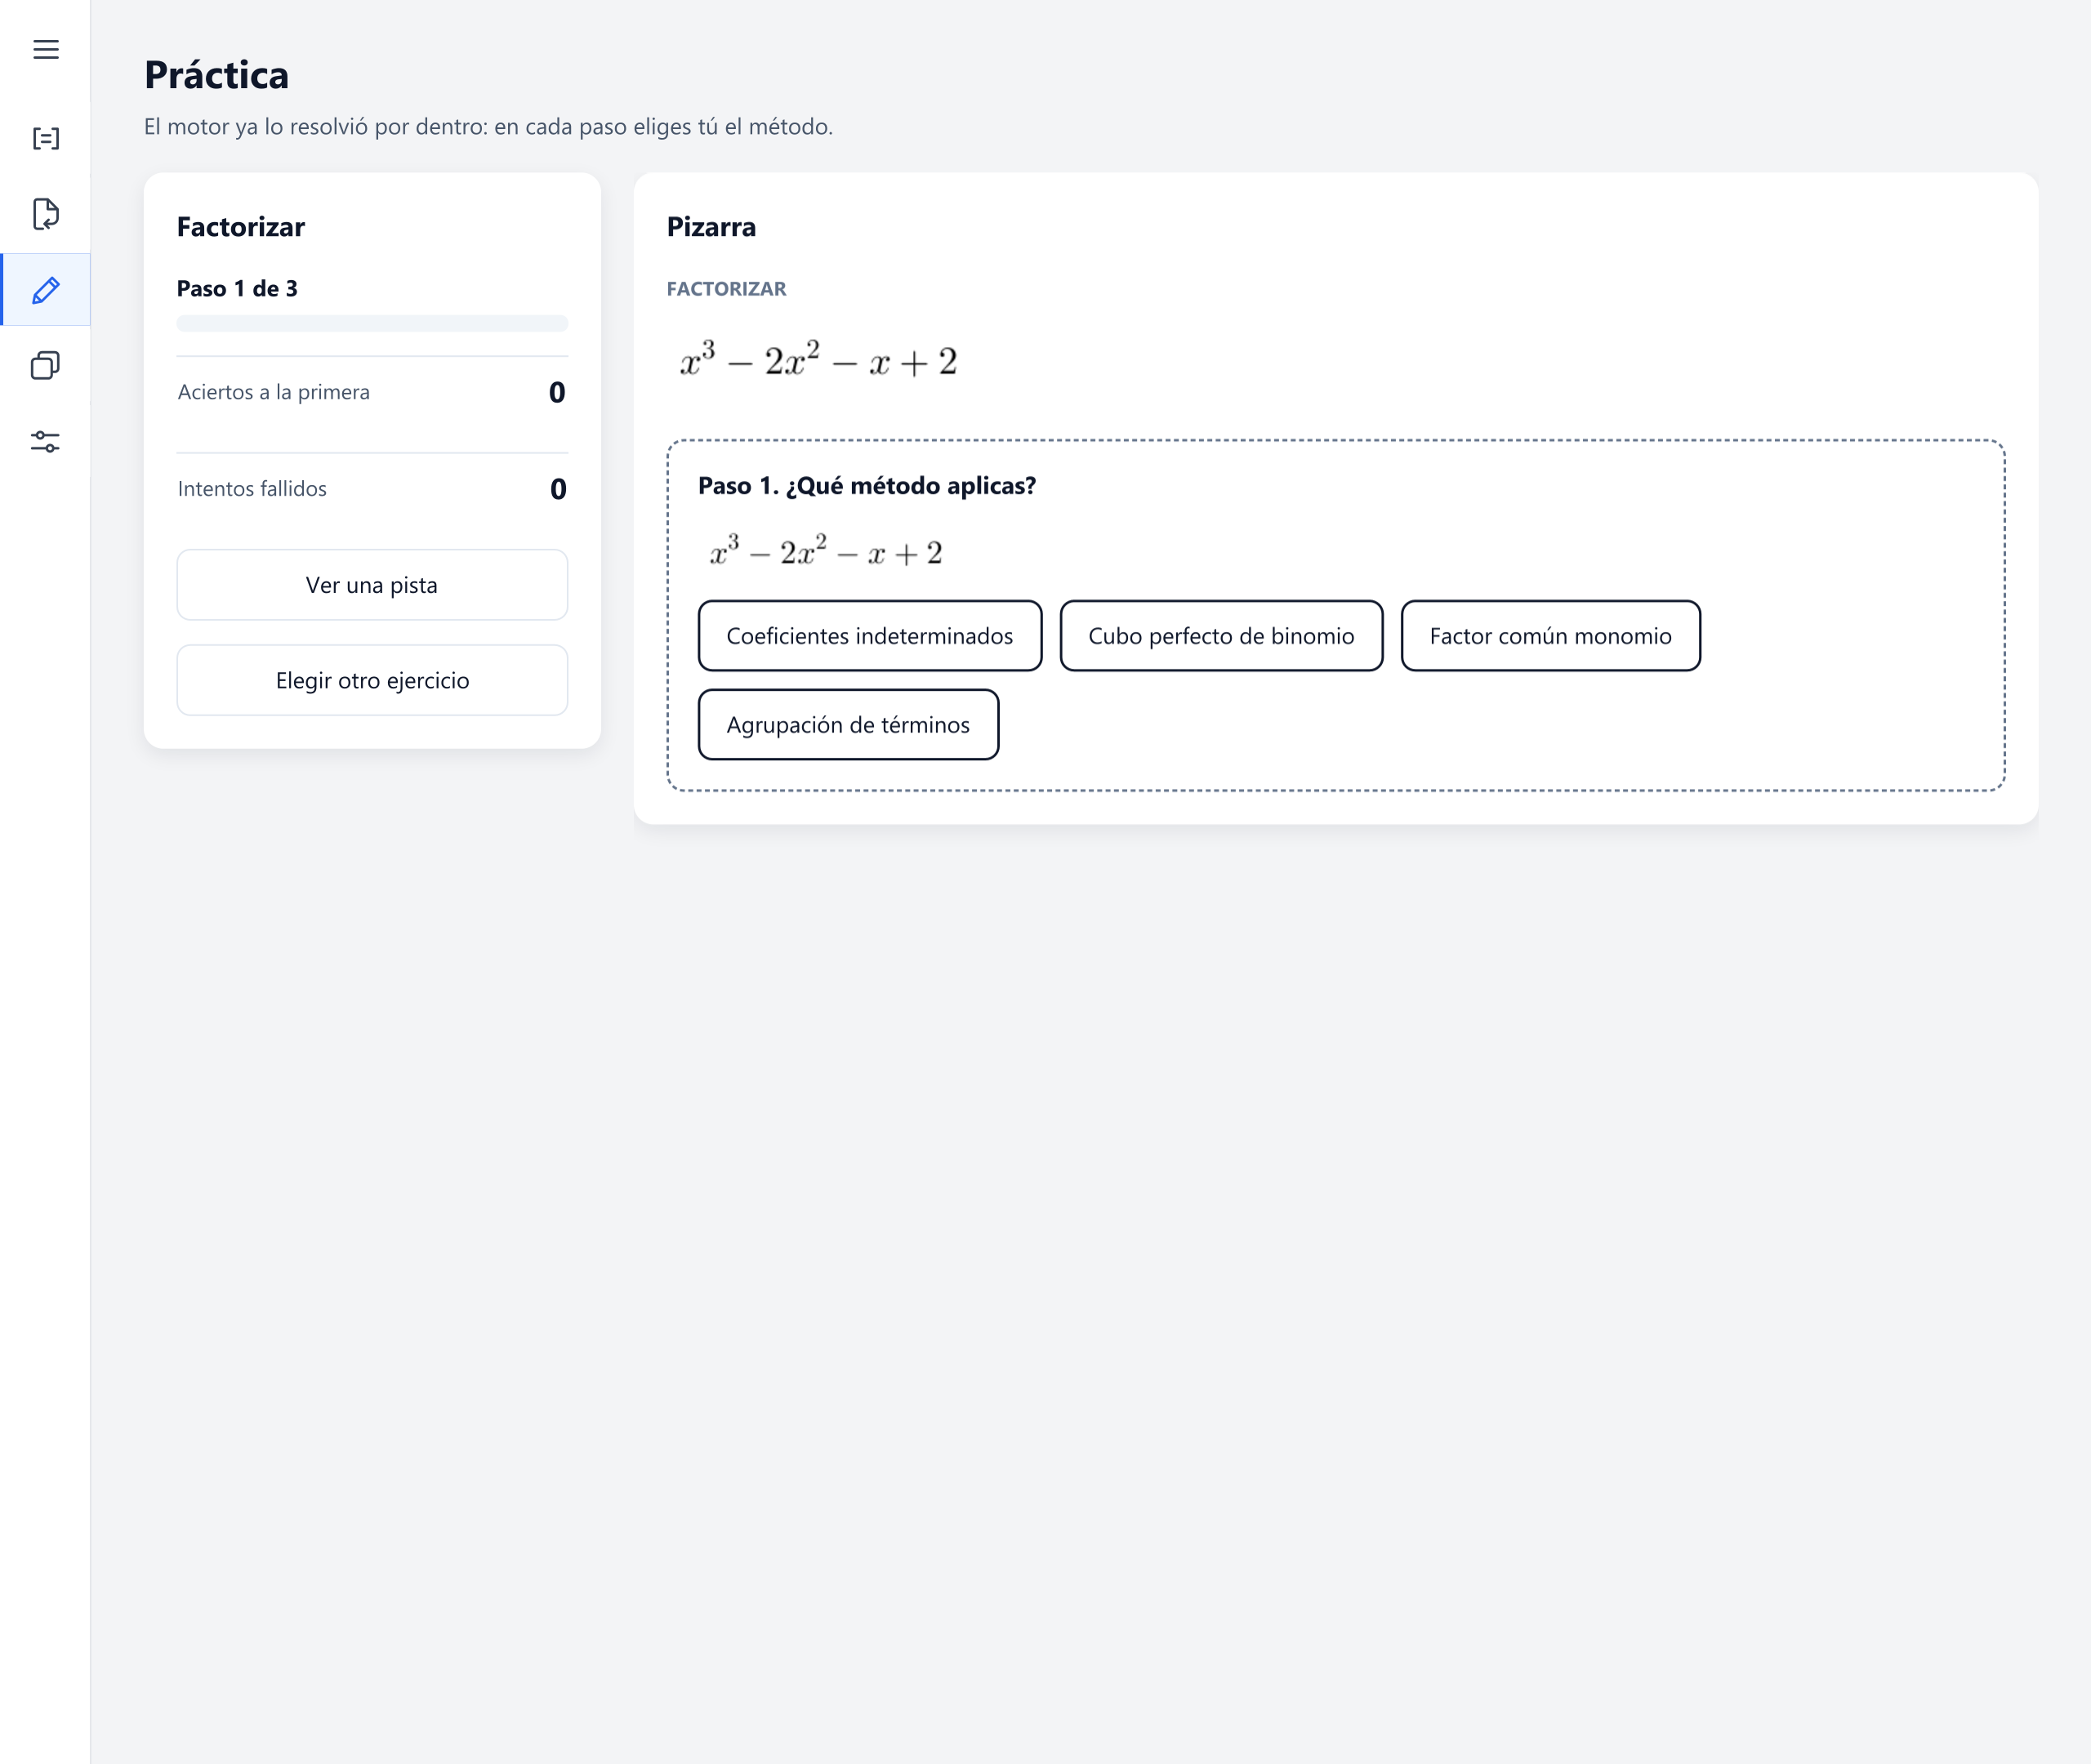 Práctica
El motor ya lo resolvió por dentro: en cada paso eliges tú el método.
Factorizar
Paso 1 de 3
Aciertos a la primera 0
Intentos fallidos 0
Ver una pista
Elegir otro ejercicio
Pizarra
FACTORIZAR
x³ − 2x² − x + 2
Paso 1. ¿Qué método aplicas?
x³ − 2x² − x + 2
Coeficientes indeterminados Cubo perfecto de binomio Factor común monomio
Agrupación de términos